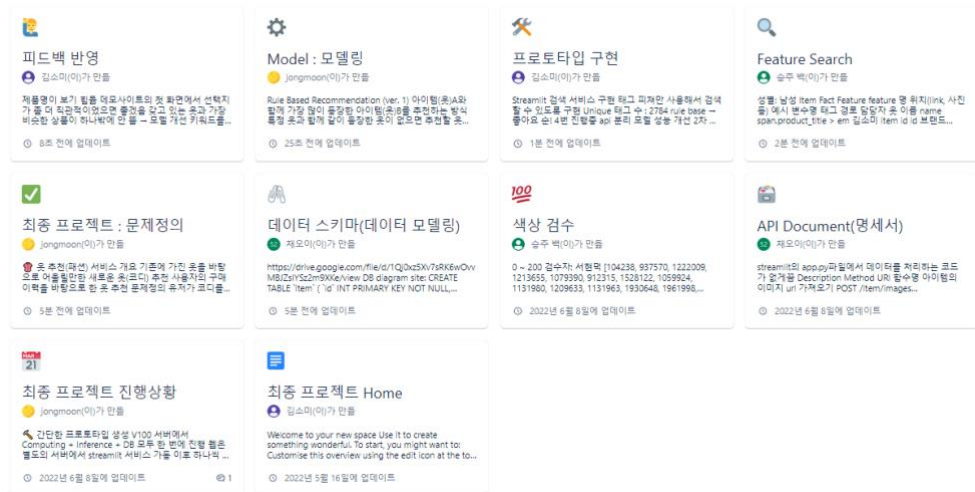 피드백 반영
김소미(이)가 만듦
제품명이 보기 힘듦 데모사이트의 첫 화면에서 선택지
가 좀 더 직관적이었으면 좋겠음 갖고 있는 옷과 가장
비슷한 상품이 하나밖에 안 뜸 → 모델 개선 키워드를...
8초 전에 업데이트
Model : 모델링
jongmoon(이)가 만듦
Rule Based Recommendation (ver. 1) 아이템(옷)A와
함께 가장 많이 등장한 아이템(옷)B를 추천하는 방식
특정 옷과 함께 같이 등장한 옷이 없으면 추천할 옷...
25초 전에 업데이트
프로토타입 구현
김소미(이)가 만듦
Streamlit 검색 서비스 구현 태그 피쳐만 사용해서 검색
할 수 있도록 구현 Unique 태그 수 : 2784 rule base →
좋아요 순! 4번 진행중 api 분리 모델 성능 개선 2차 ...
1분 전에 업데이트
Feature Search
승주 백(이)가 만듦
성별: 남성 Item Fact Feature feature 명 위치(link, 사진
등) 예시 변수명 태그 경로 담당자 옷 이름 name
span.product_title > em 김소미 item id id 브랜드...
2분 전에 업데이트
최종 프로젝트 : 문제정의
jongmoon(이)가 만듦
옷 추천(패션) 서비스 개요 기존에 가진 옷을 바탕
으로 어울릴만한 새로운 옷(코디) 추천 사용자의 구매
이력을 바탕으로 한 옷 추천 문제정의 유저가 코디를...
5분 전에 업데이트
데이터 스키마(데이터 모델링)
재오이(이)가 만듦
view DB diagram site: CREATE
TABLE `item` ( `id` INT PRIMARY KEY NOT NULL,...
5분 전에 업데이트
색상 검수
승주 백(이)가 만듦
0 ~ 200 검수자: 서현덕 [104238, 937570, 1222009,
1213655, 1079390, 912315, 1528122, 1059924,
1131980, 1209633, 1131963, 1930648, 1961998,...
2022년 6월 8일에 업데이트
API Document(명세서)
재오이(이)가 만듦
streamlit의 app.py파일에서 데이터를 처리하는 코드
가 없게끔 Description Method URI 함수명 아이템의
이미지 url 가져오기 POST /item/images...
2022년 6월 8일에 업데이트
최종 프로젝트 진행상황
jongmoon(이)가 만듦
간단한 프로토타입 생성 V100 서버에서
Computing + Inference + DB 모두 한 번에 진행 웹은
별도의 서버에서 streamlit 서비스 가동 이후 하나씩 ...
2022년 6월 8일에 업데이트 1
최종 프로젝트 Home
김소미(이)가 만듦
Welcome to your new space Use it to create
something wonderful. To start, you might want to:
Customise this overview using the edit icon at the to...
2022년 5월 16일에 업데이트